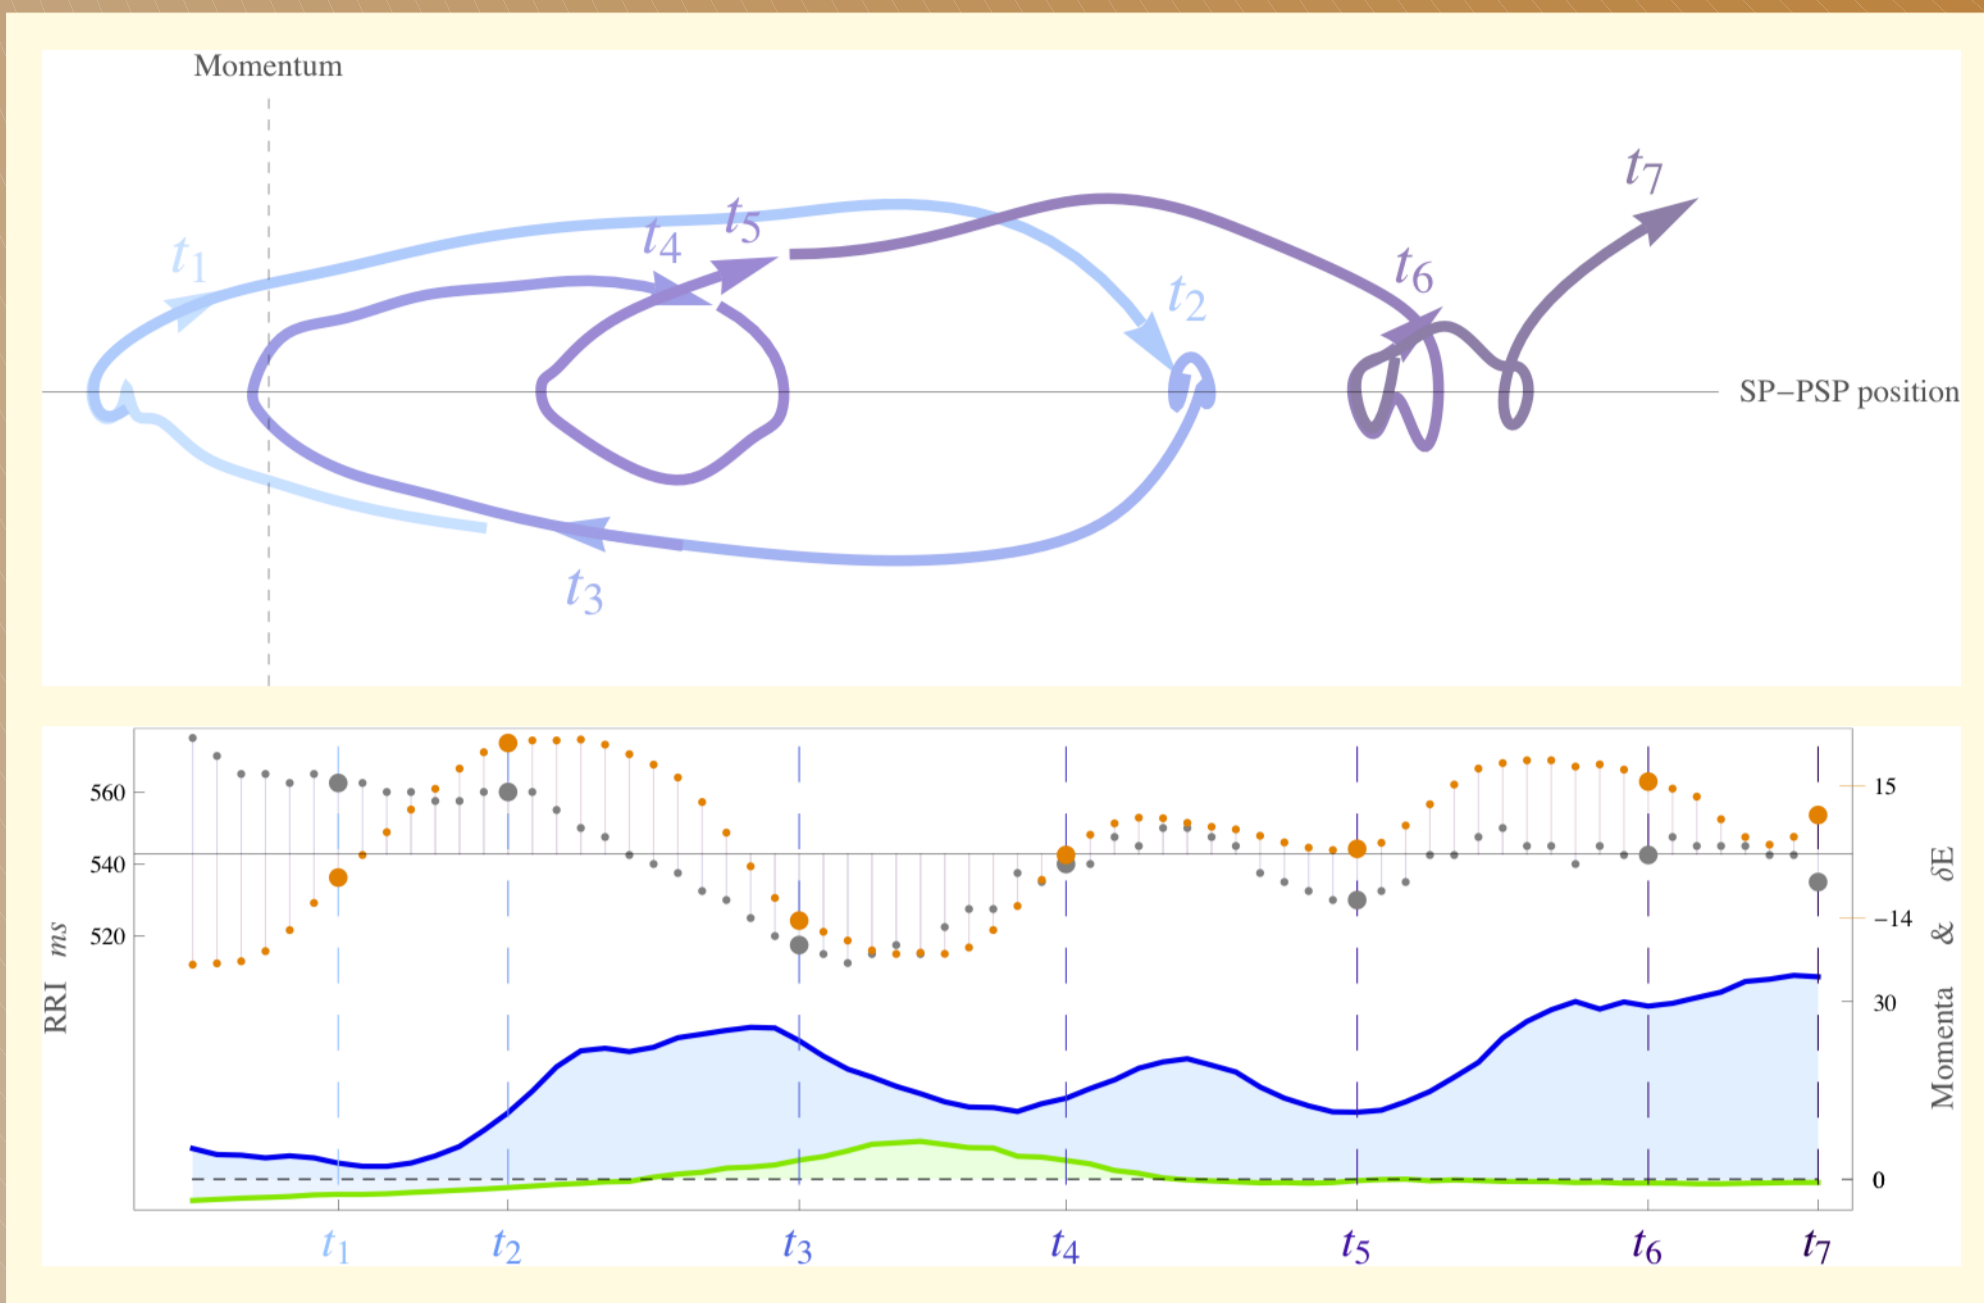 Momentum
t1
t4
t5
t2
t6
t7
SP–PSP position
t3
560
540
520
RRI ms
15
−14
30
0
Momenta & δE
t1
t2
t3
t4
t5
t6
t7